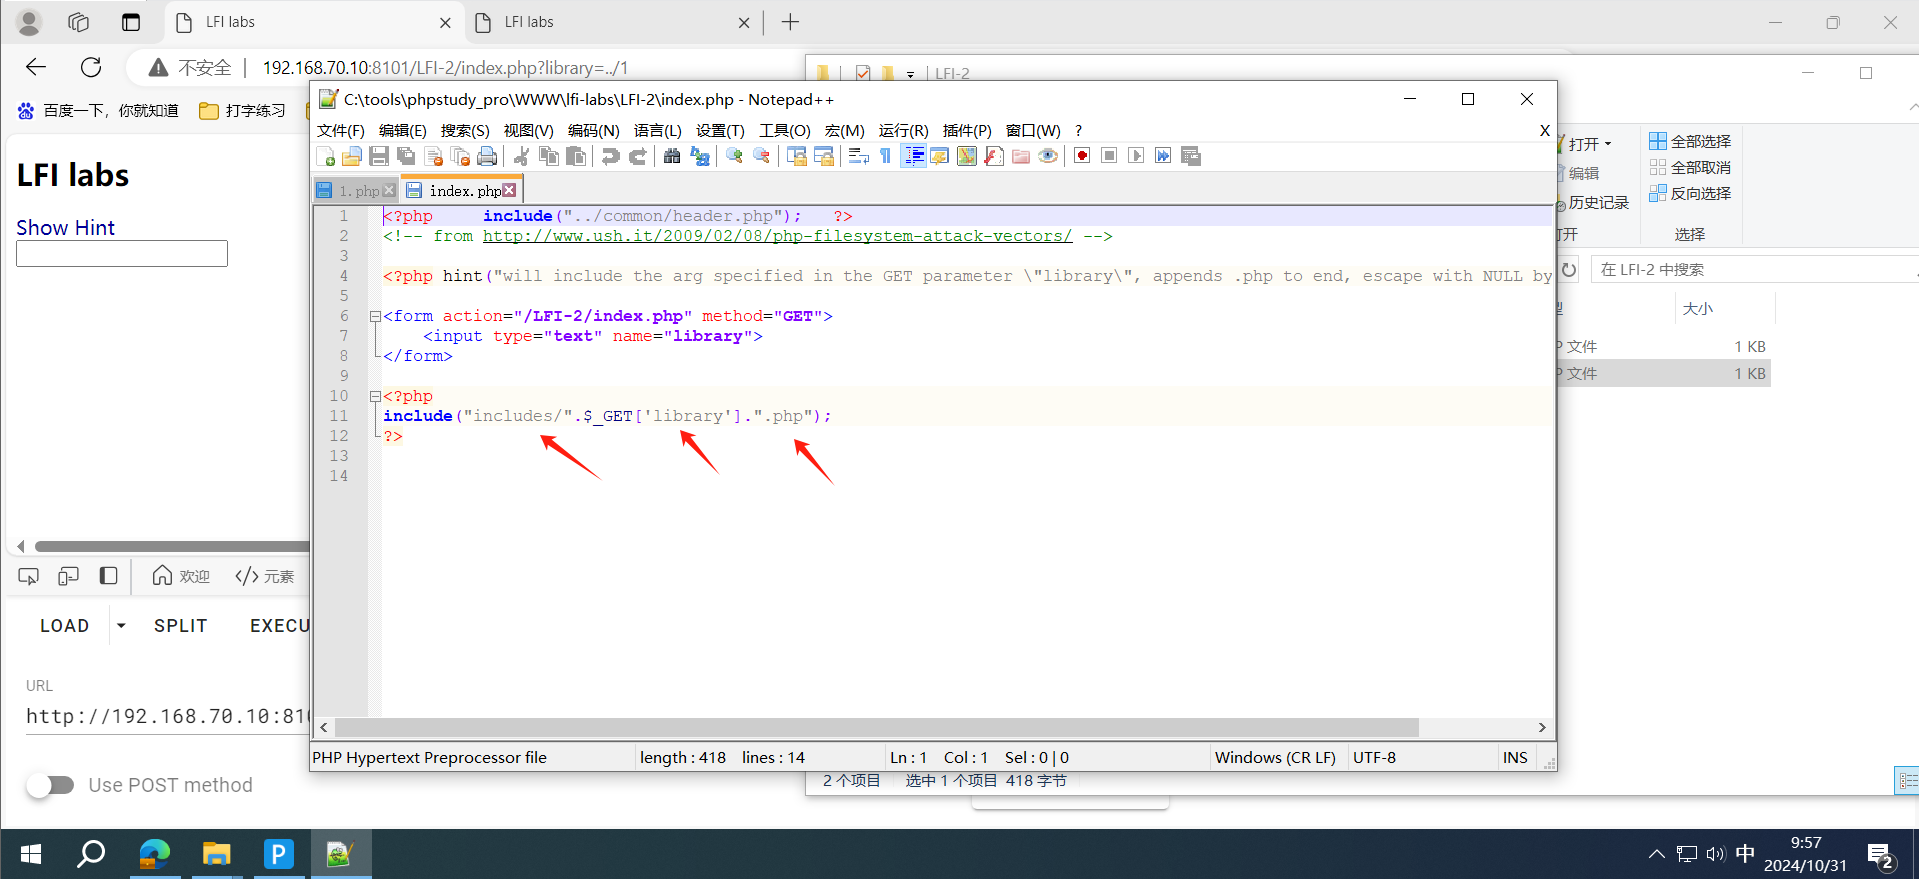 LFI labs
LFI labs
不安全
192.168.70.10:8101/LFI-2/index.php?library=../1
LFI-2
百度一下，你就知道
打字练习
C:\tools\phpstudy_pro\WWW\lfi-labs\LFI-2\index.php - Notepad++
文件(F) 编辑(E) 搜索(S) 视图(V) 编码(N) 语言(L) 设置(T) 工具(O) 宏(M) 运行(R) 插件(P) 窗口(W) ? X
1.php
index.php
打开
全部选择
编辑
全部取消
历史记录
反向选择
选择
在 LFI-2 中搜索
大小
文件 1 KB
文件 1 KB
LFI labs
Show Hint
1 <?php include("../common/header.php"); ?>
2 <!-- from http://www.ush.it/2009/02/08/php-filesystem-attack-vectors/ -->
3
4 <?php hint("will include the arg specified in the GET parameter \"library\", appends .php to end, escape with NULL by
5
6 <form action="/LFI-2/index.php" method="GET">
7 <input type="text" name="library">
8 </form>
9
10 <?php
11 include("includes/".$_GET['library'].".php");
12 ?>
13
14
欢迎
元素
LOAD
SPLIT
EXECU
URL
http://192.168.70.10:810
Use POST method
PHP Hypertext Preprocessor file
length : 418 lines : 14
Ln : 1 Col : 1 Sel : 0 | 0
Windows (CR LF)
UTF-8
INS
2 个项目
选中 1 个项目 418 字节
P
中
9:57
2024/10/31
2